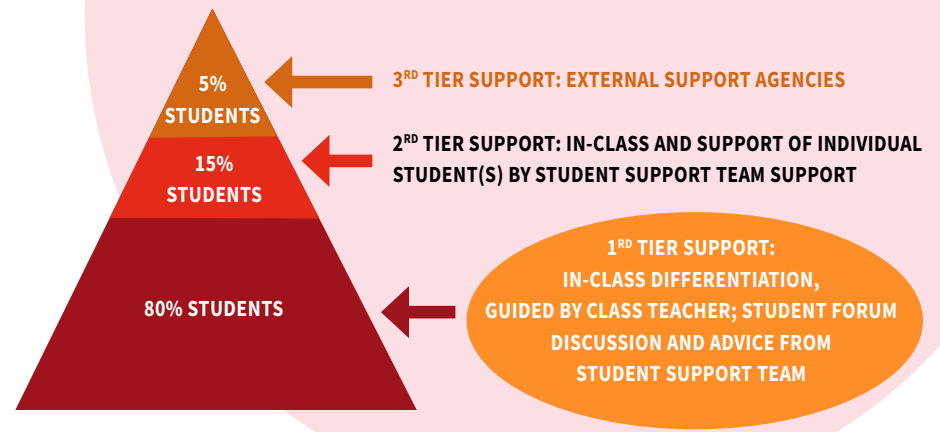 5%
STUDENTS
3RD TIER SUPPORT: EXTERNAL SUPPORT AGENCIES
2RD TIER SUPPORT: IN-CLASS AND SUPPORT OF INDIVIDUAL
STUDENT(S) BY STUDENT SUPPORT TEAM SUPPORT
15%
STUDENTS
80% STUDENTS
1RD TIER SUPPORT:
IN-CLASS DIFFERENTIATION,
GUIDED BY CLASS TEACHER; STUDENT FORUM
DISCUSSION AND ADVICE FROM
STUDENT SUPPORT TEAM